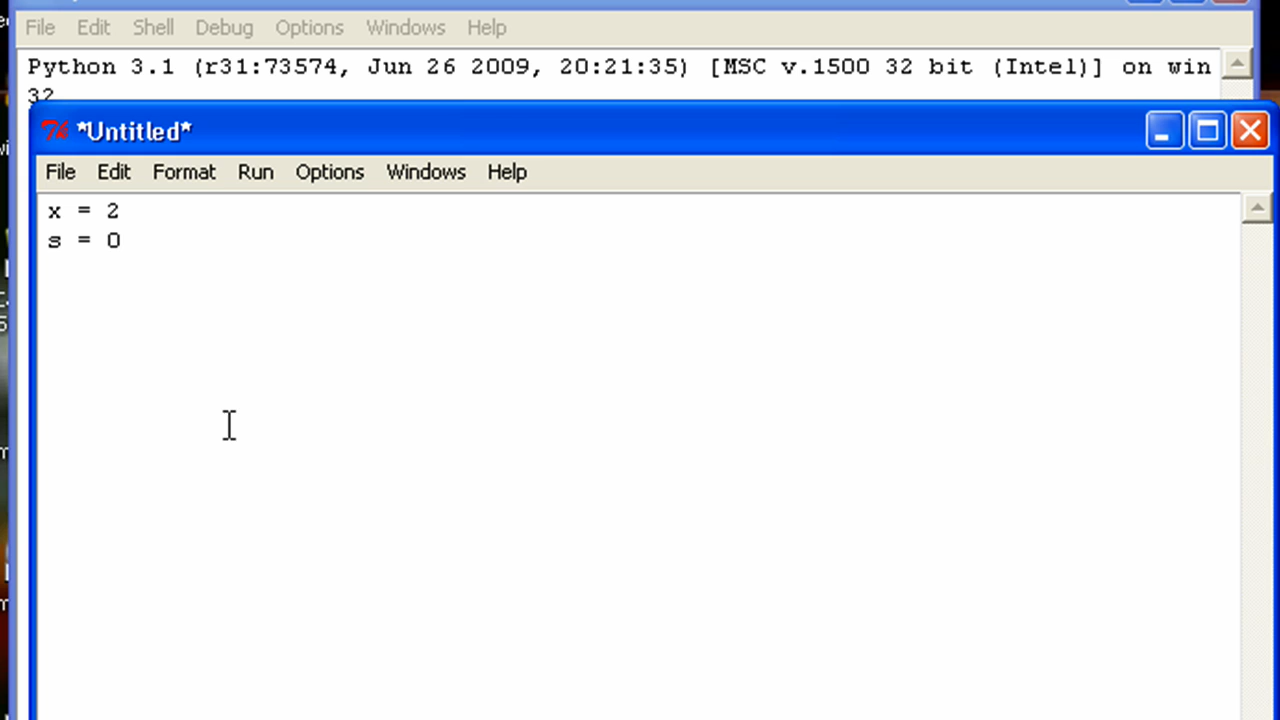 File Edit Shell Debug Options Windows Help
Python 3.1 (r31:73574, Jun 26 2009, 20:21:35) [MSC v.1500 32 bit (Intel)] on win
32
*Untitled*
File Edit Format Run Options Windows Help
x = 2
s = 0